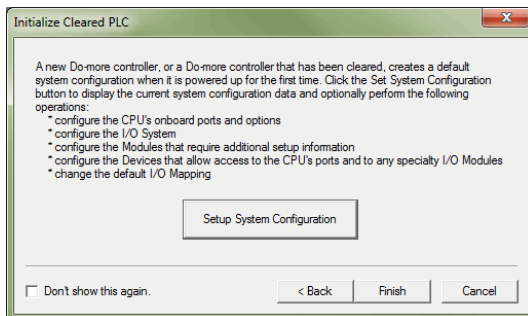 Initialize Cleared PLC
A new Do-more controller, or a Do-more controller that has been cleared, creates a default
system configuration when it is powered up for the first time. Click the Set System Configuration
button to display the current system configuration data and optionally perform the following
operations:
* configure the CPU's onboard ports and options
* configure the I/O System
* configure the Modules that require additional setup information
* configure the Devices that allow access to the CPU's ports and to any specialty I/O Modules
* change the default I/O Mapping
Setup System Configuration
Don't show this again.
< Back
Finish
Cancel